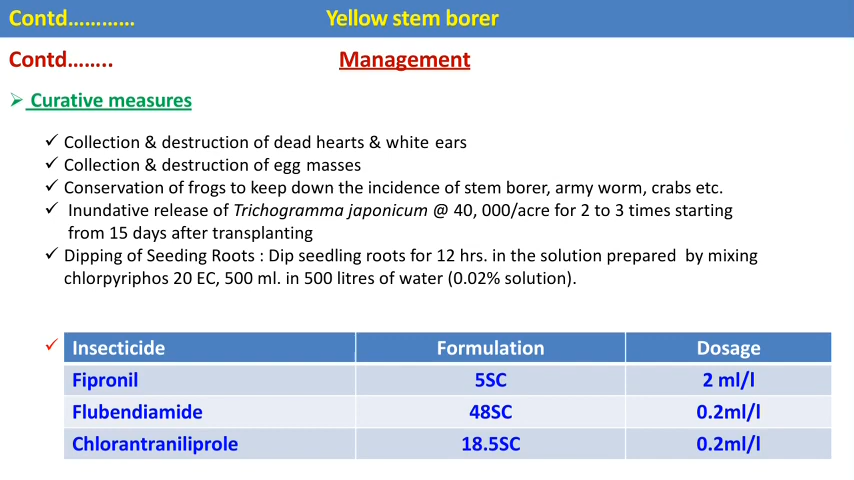 Contd………… Yellow stem borer
Contd…….. Management
➢ Curative measures
✓ Collection & destruction of dead hearts & white ears
✓ Collection & destruction of egg masses
✓ Conservation of frogs to keep down the incidence of stem borer, army worm, crabs etc.
✓ Inundative release of Trichogramma japonicum @ 40, 000/acre for 2 to 3 times starting
from 15 days after transplanting
✓ Dipping of Seeding Roots : Dip seedling roots for 12 hrs. in the solution prepared by mixing
chlorpyriphos 20 EC, 500 ml. in 500 litres of water (0.02% solution).
✓ Insecticide Formulation Dosage
Fipronil 5SC 2 ml/l
Flubendiamide 48SC 0.2ml/l
Chlorantraniliprole 18.5SC 0.2ml/l